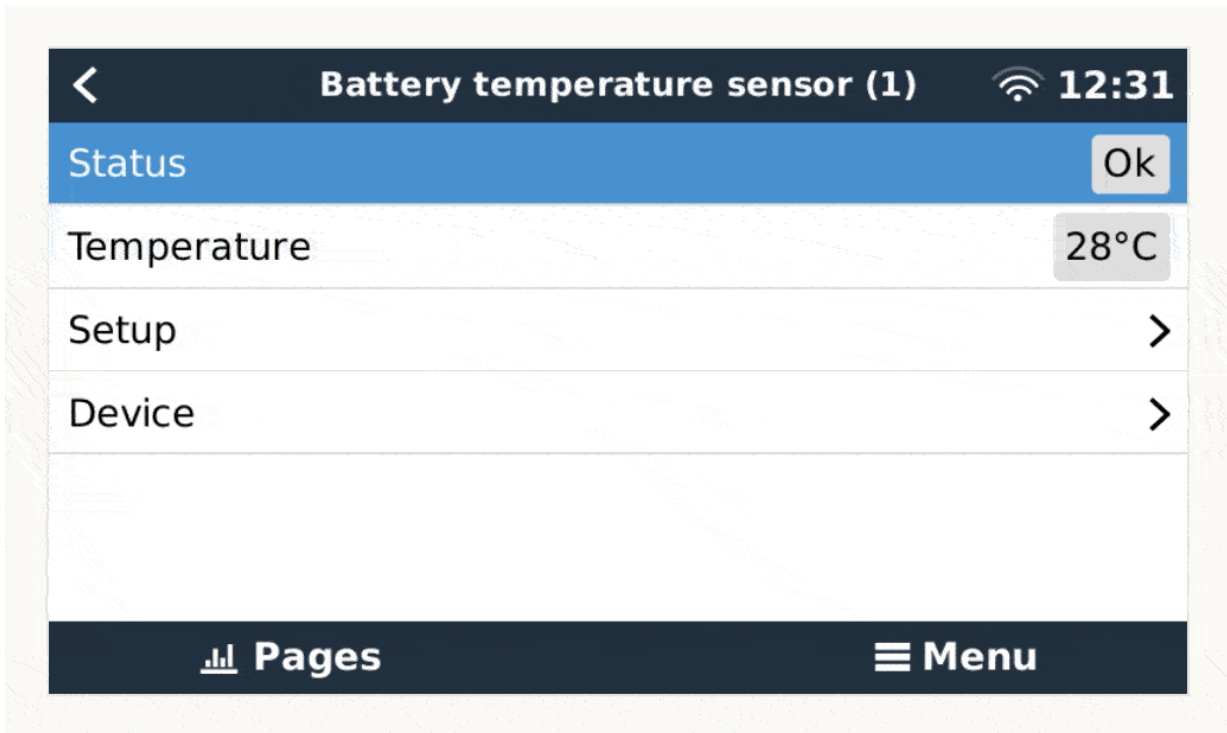 Battery temperature sensor (1) 12:31
Status Ok
Temperature 28°C
Setup
Device
Pages Menu